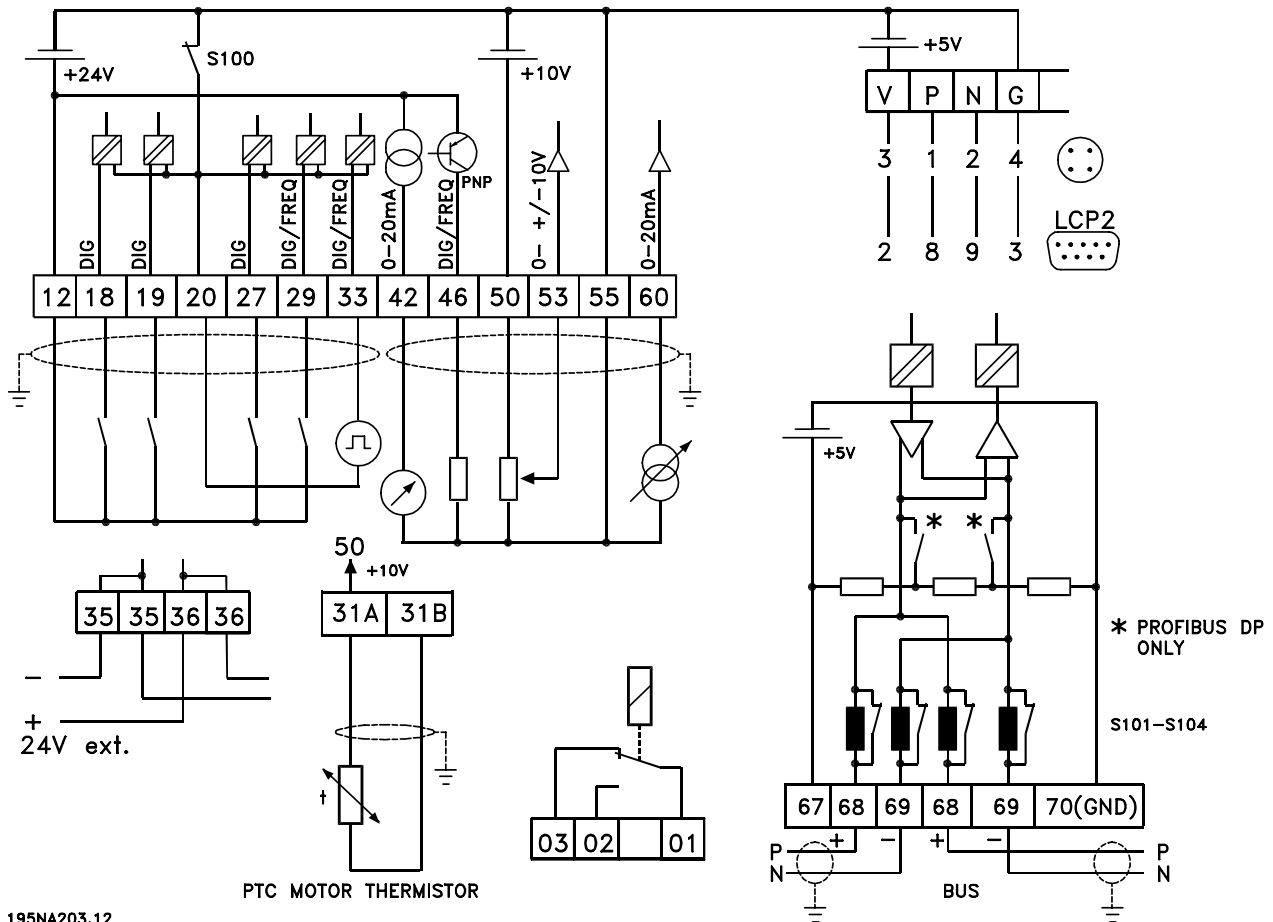 +24V
S100
+10V
+5V
V P N G
3 1 2 4
LCP2
2 8 9 3
PNP
DIG
DIG
DIG
DIG/FREQ
DIG/FREQ
0-20mA
DIG/FREQ
0- +/-10V
0-20mA
12 18 19 20 27 29 33 42 46 50 53 55 60
+5V
* *
50
+10V
35 35 36 36
31A 31B
* PROFIBUS DP
ONLY
-
+
24V ext.
S101-S104
t
67 68 69 68 69 70(GND)
03 02 01
+ - + -
P P
N N
PTC MOTOR THERMISTOR
BUS
195NA203.12